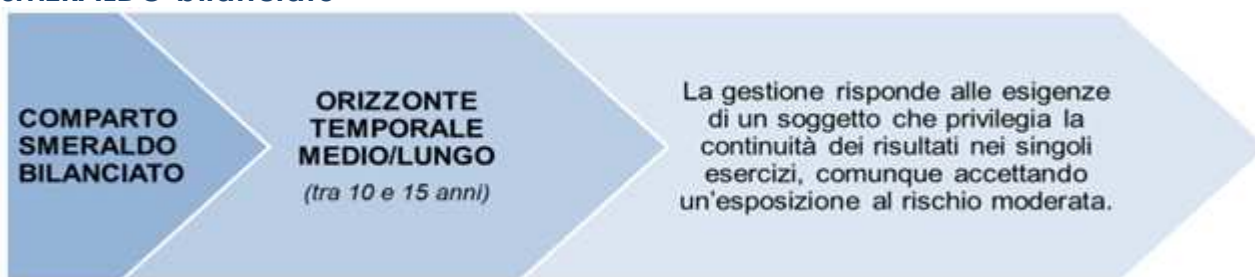 COMPARTO
SMERALDO
BILANCIATO
ORIZZONTE
TEMPORALE
MEDIO/LUNGO
(tra 10 e 15 anni)
La gestione risponde alle esigenze
di un soggetto che privilegia la
continuità dei risultati nei singoli
esercizi, comunque accettando
un'esposizione al rischio moderata.